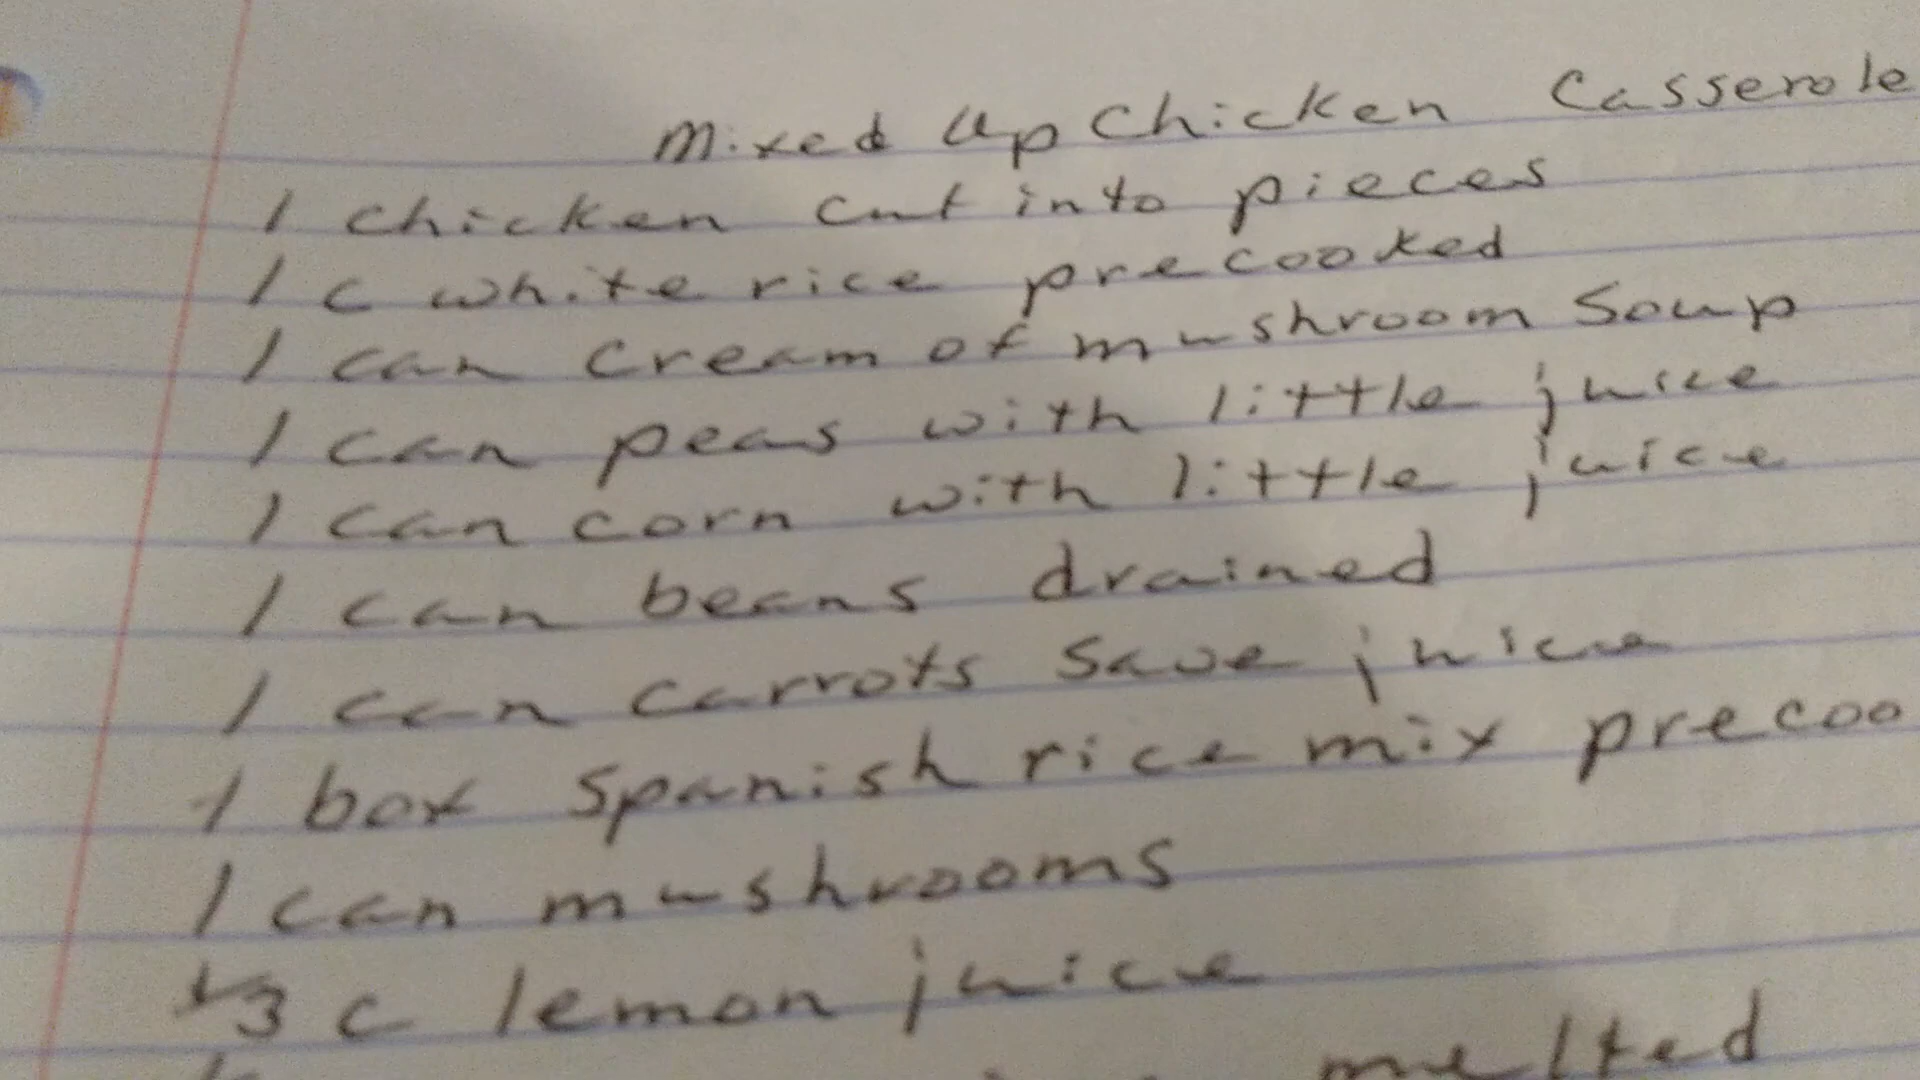 Mixed Up Chicken Casserole
1 chicken cut into pieces
1 c white rice precooked
1 can cream of mushroom Soup
1 can peas with little juice
1 can corn with little juice
1 can beans drained
1 can carrots save juice
1 box Spanish rice mix precoo
1 can mushrooms
1/3 c lemon juice
melted